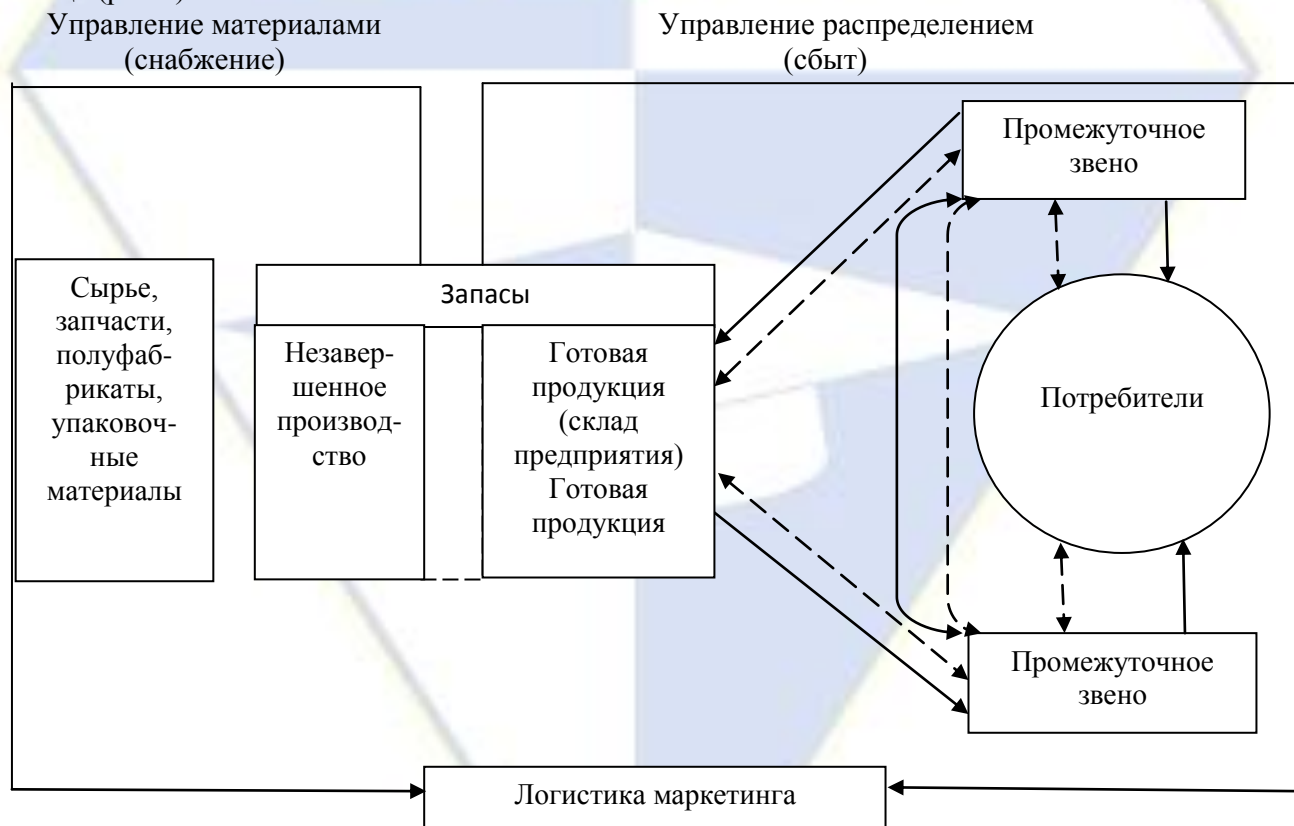 Управление материалами
(снабжение)
Управление распределением
(сбыт)
Промежуточное
звено
Сырье,
запчасти,
полуфаб-
рикаты,
упаковоч-
ные
материалы
Запасы
Незавер-
шенное
производ-
ство
Готовая
продукция
(склад
предприятия)
Готовая
продукция
Потребители
Промежуточное
звено
Логистика маркетинга